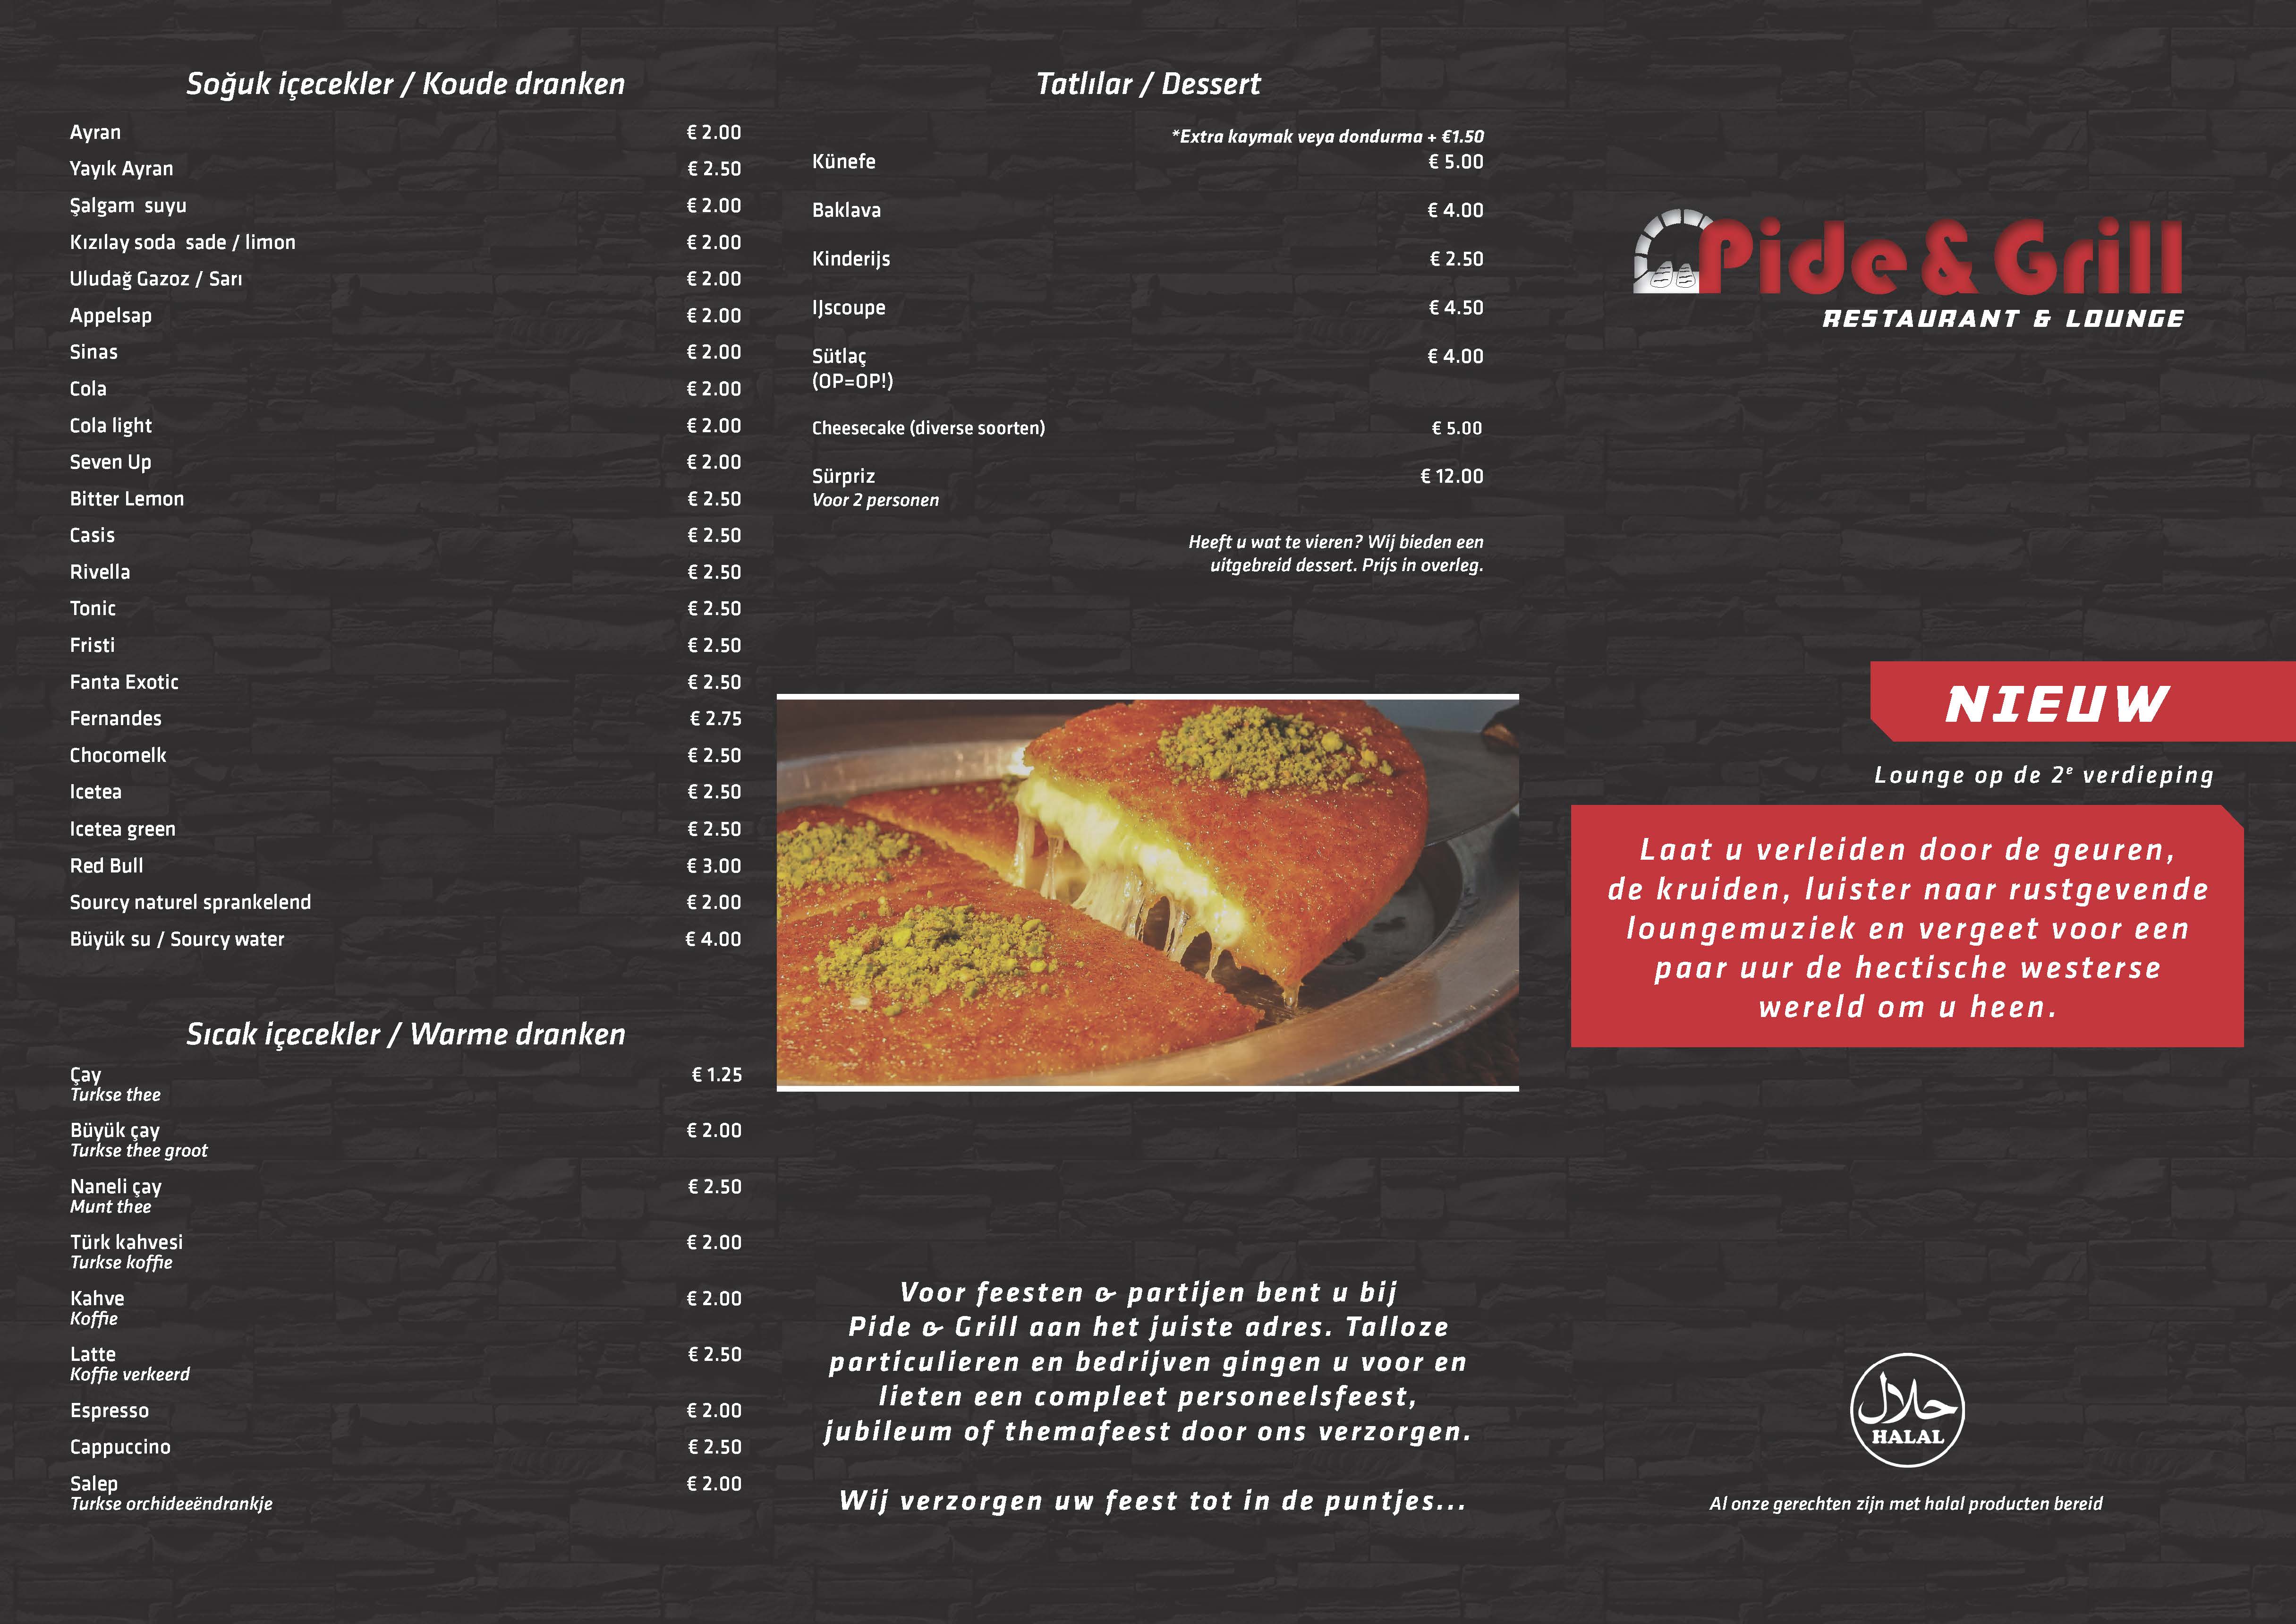 Soğuk içecekler / Koude dranken
Ayran € 2.00
Yayık Ayran € 2.50
Şalgam suyu € 2.00
Kızılay soda sade / limon € 2.00
Uludağ Gazoz / Sarı € 2.00
Appelsap € 2.00
Sinas € 2.00
Cola € 2.00
Cola light € 2.00
Seven Up € 2.00
Bitter Lemon € 2.50
Casis € 2.50
Rivella € 2.50
Tonic € 2.50
Fristi € 2.50
Fanta Exotic € 2.50
Fernandes € 2.75
Chocomelk € 2.50
Icetea € 2.50
Icetea green € 2.50
Red Bull € 3.00
Sourcy naturel sprankelend € 2.00
Büyük su / Sourcy water € 4.00
Sıcak içecekler / Warme dranken
Çay € 1.25
Turkse thee
Büyük çay € 2.00
Turkse thee groot
Naneli çay € 2.50
Munt thee
Türk kahvesi € 2.00
Turkse koffie
Kahve € 2.00
Koffie
Latte € 2.50
Koffie verkeerd
Espresso € 2.00
Cappuccino € 2.50
Salep € 2.00
Turkse orchideeëndrankje
Tatlılar / Dessert
*Extra kaymak veya dondurma + €1.50
Künefe € 5.00
Baklava € 4.00
Kinderijs € 2.50
IJscoupe € 4.50
Sütlaç € 4.00
(OP=OP!)
Cheesecake (diverse soorten) € 5.00
Sürpriz € 12.00
Voor 2 personen
Heeft u wat te vieren? Wij bieden een
uitgebreid dessert. Prijs in overleg.
Voor feesten & partijen bent u bij
Pide & Grill aan het juiste adres. Talloze
particulieren en bedrijven gingen u voor en
lieten een compleet personeelsfeest,
jubileum of themafeest door ons verzorgen.
Wij verzorgen uw feest tot in de puntjes...
Pide & Grill
RESTAURANT & LOUNGE
NIEUW
Lounge op de 2e verdieping
Laat u verleiden door de geuren,
de kruiden, luister naar rustgevende
loungemuziek en vergeet voor een
paar uur de hectische westerse
wereld om u heen.
حلال
HALAL
Al onze gerechten zijn met halal producten bereid